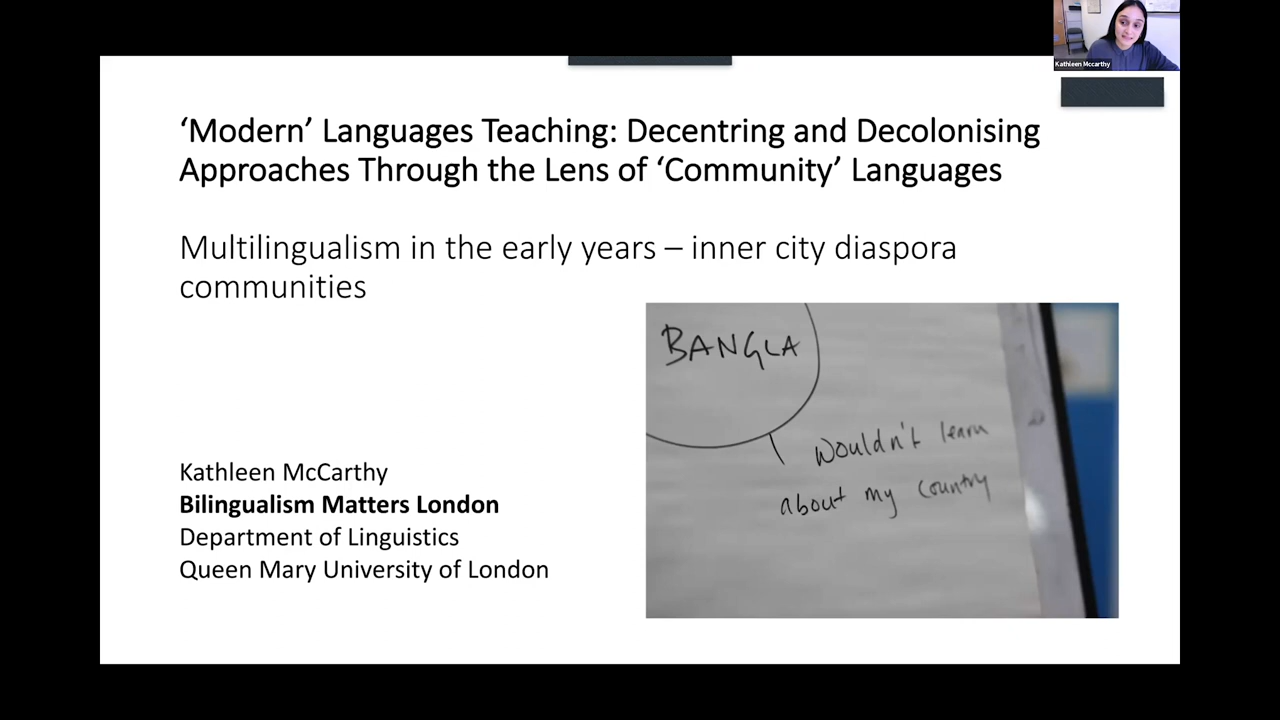 Kathleen Mccarthy
‘Modern’ Languages Teaching: Decentring and Decolonising
Approaches Through the Lens of ‘Community’ Languages
Multilingualism in the early years – inner city diaspora
communities
BANGLA
Wouldn't learn
about my country
Kathleen McCarthy
Bilingualism Matters London
Department of Linguistics
Queen Mary University of London